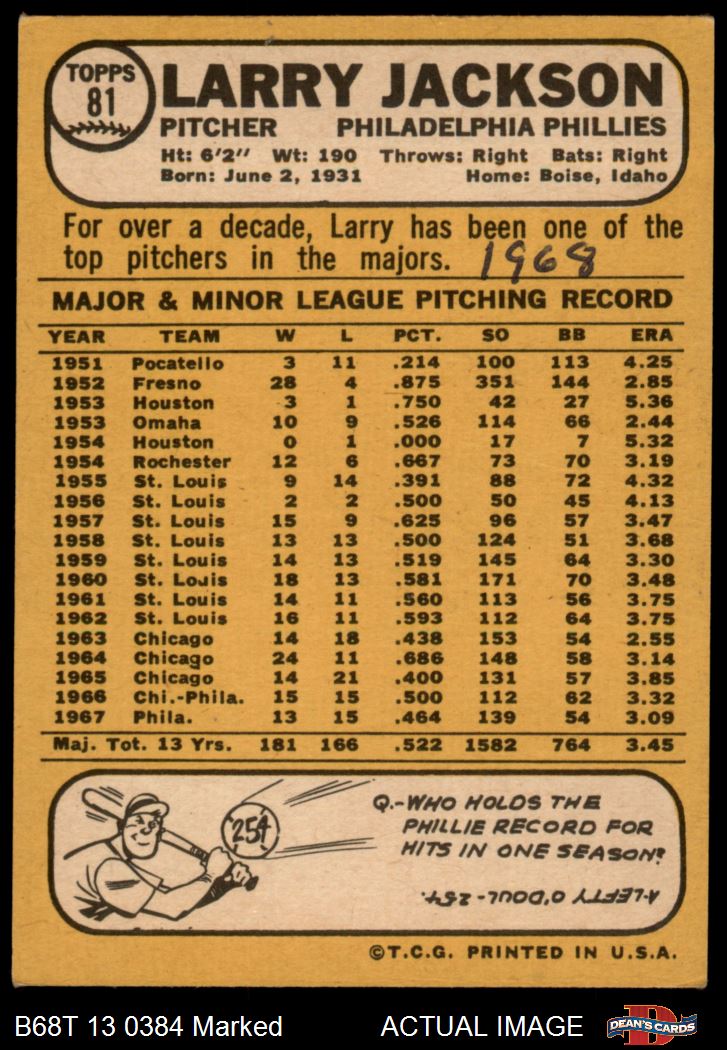 TOPPS
81
LARRY JACKSON
PITCHER PHILADELPHIA PHILLIES
Ht: 6'2" Wt: 190 Throws: Right Bats: Right
Born: June 2, 1931 Home: Boise, Idaho
For over a decade, Larry has been one of the
top pitchers in the majors. 1968
MAJOR & MINOR LEAGUE PITCHING RECORD
YEAR TEAM W L PCT. SO BB ERA
1951 Pocatello 3 11 .214 100 113 4.25
1952 Fresno 28 4 .875 351 144 2.85
1953 Houston 3 1 .750 42 27 5.36
1953 Omaha 10 9 .526 114 66 2.44
1954 Houston 0 1 .000 17 7 5.32
1954 Rochester 12 6 .667 73 70 3.19
1955 St. Louis 9 14 .391 88 72 4.32
1956 St. Louis 2 2 .500 50 45 4.13
1957 St. Louis 15 9 .625 96 57 3.47
1958 St. Louis 13 13 .500 124 51 3.68
1959 St. Louis 14 13 .519 145 64 3.30
1960 St. Louis 18 13 .581 171 70 3.48
1961 St. Louis 14 11 .560 113 56 3.75
1962 St. Louis 16 11 .593 112 64 3.75
1963 Chicago 14 18 .438 153 54 2.55
1964 Chicago 24 11 .686 148 58 3.14
1965 Chicago 14 21 .400 131 57 3.85
1966 Chi.-Phila. 15 15 .500 112 62 3.32
1967 Phila. 13 15 .464 139 54 3.09
Maj. Tot. 13 Yrs. 181 166 .522 1582 764 3.45
254
Q.-WHO HOLDS THE
PHILLIE RECORD FOR
HITS IN ONE SEASON?
A-LEFTY O'DOUL-254.
©T.C.G. PRINTED IN U.S.A.
B68T 13 0384 Marked ACTUAL IMAGE
D
DEAN'S CARDS